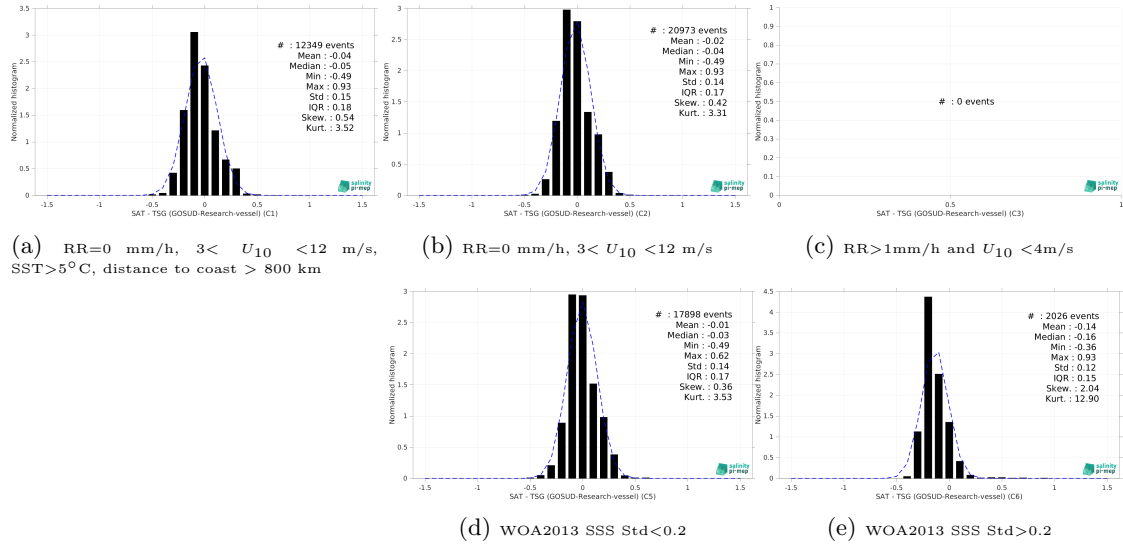 3.5
3
2.5
2
1.5
1
0.5
0
Normalized histogram
# : 12349 events
Mean : -0.04
Median : -0.05
Min : -0.49
Max : 0.93
Std : 0.15
IQR : 0.18
Skew. : 0.54
Kurt. : 3.52
salinity
pi-mep
-1.5 -1 -0.5 0 0.5 1 1.5
SAT - TSG (GOSUD-Research-vessel) (C1)
(a) RR=0 mm/h, 3< U10 <12 m/s,
SST>5°C, distance to coast > 800 km
3
2.5
2
1.5
1
0.5
0
Normalized histogram
# : 20973 events
Mean : -0.02
Median : -0.04
Min : -0.49
Max : 0.93
Std : 0.14
IQR : 0.17
Skew. : 0.42
Kurt. : 3.31
salinity
pi-mep
-1.5 -1 -0.5 0 0.5 1 1.5
SAT - TSG (GOSUD-Research-vessel) (C2)
(b) RR=0 mm/h, 3< U10 <12 m/s
1
0.9
0.8
0.7
0.6
0.5
0.4
0.3
0.2
0.1
0
Normalized histogram
# : 0 events
salinity
pi-mep
0 0.5 1
SAT - TSG (GOSUD-Research-vessel) (C3)
(c) RR>1mm/h and U10 <4m/s
3
2.5
2
1.5
1
0.5
0
Normalized histogram
# : 17898 events
Mean : -0.01
Median : -0.03
Min : -0.49
Max : 0.62
Std : 0.14
IQR : 0.17
Skew. : 0.36
Kurt. : 3.53
salinity
pi-mep
-1.5 -1 -0.5 0 0.5 1 1.5
SAT - TSG (GOSUD-Research-vessel) (C5)
(d) WOA2013 SSS Std<0.2
4.5
4
3.5
3
2.5
2
1.5
1
0.5
0
Normalized histogram
# : 2026 events
Mean : -0.14
Median : -0.16
Min : -0.36
Max : 0.93
Std : 0.12
IQR : 0.15
Skew. : 2.04
Kurt. : 12.90
salinity
pi-mep
-1.5 -1 -0.5 0 0.5 1 1.5
SAT - TSG (GOSUD-Research-vessel) (C6)
(e) WOA2013 SSS Std>0.2